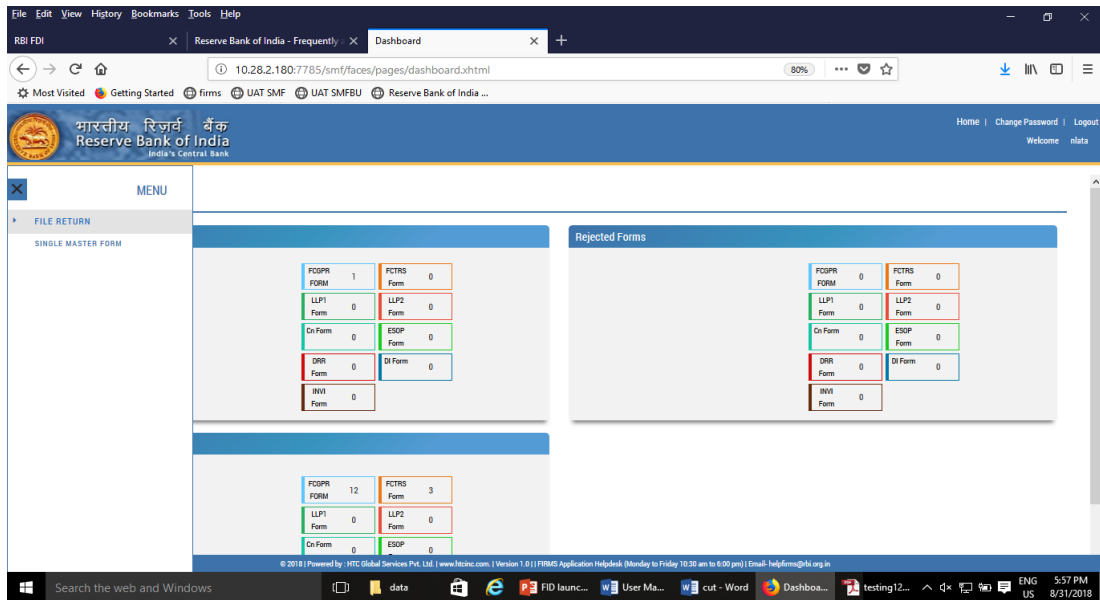 File Edit View History Bookmarks Tools Help
RBI FDI
Reserve Bank of India - Frequently
Dashboard
10.28.2.180:7785/smf/faces/pages/dashboard.xhtml
80%
Most Visited Getting Started firms UAT SMF UAT SMFBU Reserve Bank of India ...
भारतीय रिज़र्व बैंक
Reserve Bank of India
India's Central Bank
Home | Change Password | Logout
Welcome nlata
MENU
FILE RETURN
SINGLE MASTER FORM
Rejected Forms
FCGPR FORM 1 FCTRS Form 0
LLP1 Form 0 LLP2 Form 0
Cn Form 0 ESOP Form 0
DRR Form 0 DI Form 0
INVI Form 0
FCGPR FORM 0 FCTRS Form 0
LLP1 Form 0 LLP2 Form 0
Cn Form 0 ESOP Form 0
DRR Form 0 DI Form 0
INVI Form 0
FCGPR FORM 12 FCTRS Form 3
LLP1 Form 0 LLP2 Form 0
Cn Form 0 ESOP 0
© 2018 | Powered by : HTC Global Services Pvt. Ltd. | www.htcinc.com. | Version 1.0 | | FIRMS Application Helpdesk (Monday to Friday 10:30 am to 6:00 pm) | Email- helpfirms@rbi.org.in
Search the web and Windows
data
FID launc...
User Ma...
cut - Word
Dashboa...
testing12...
ENG
US
5:57 PM
8/31/2018